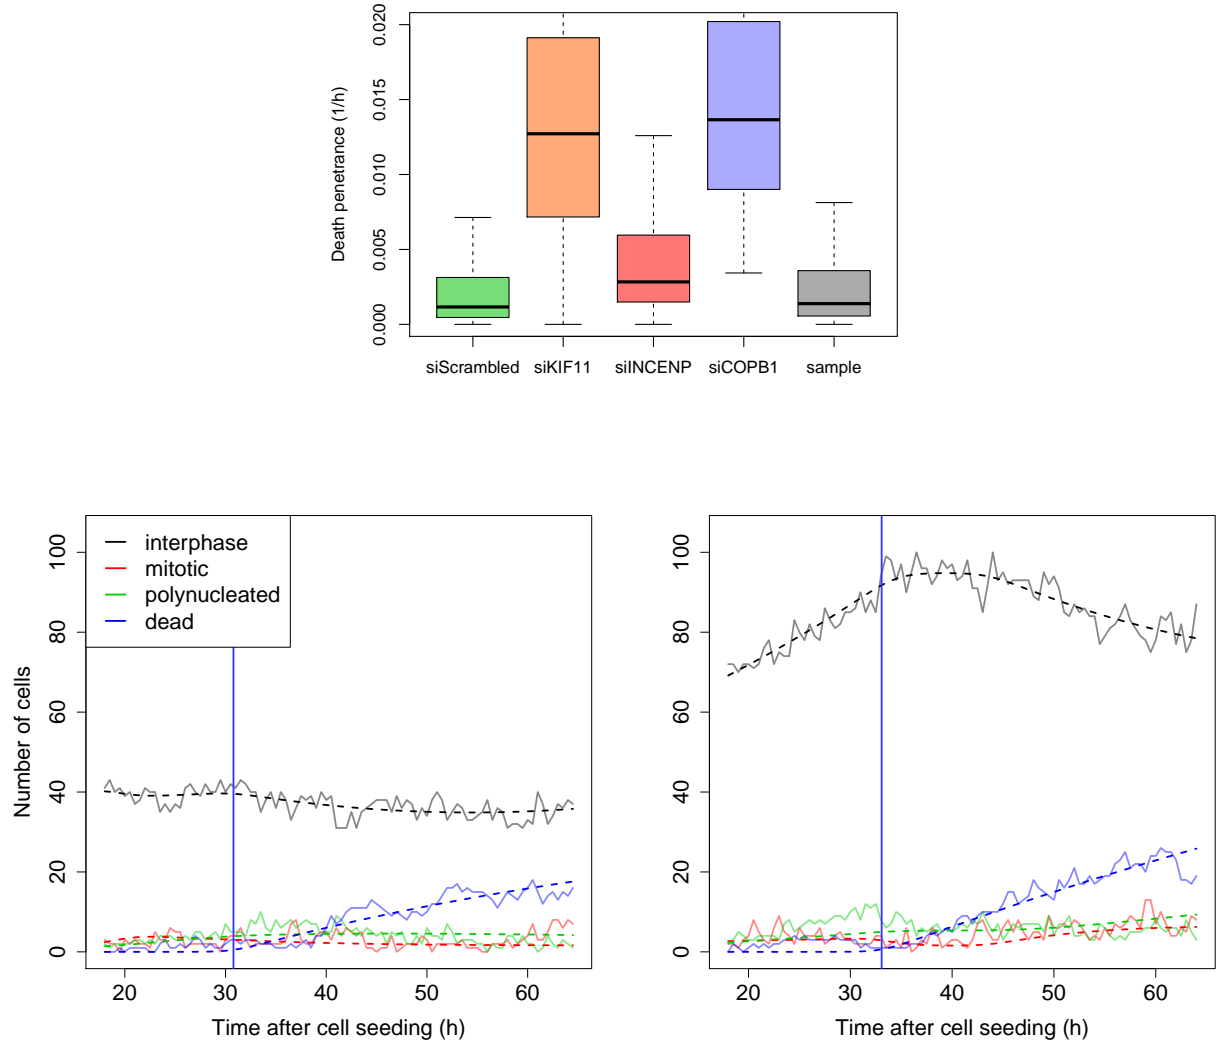 Death penetrance (1/h)
0.020
0.015
0.010
0.005
0.000
siScrambled siKIF11 siINCENP siCOPB1 sample
Number of cells
100
80
60
40
20
0
interphase
mitotic
polynucleated
dead
20 30 40 50 60
Time after cell seeding (h)
100
80
60
40
20
0
20 30 40 50 60
Time after cell seeding (h)